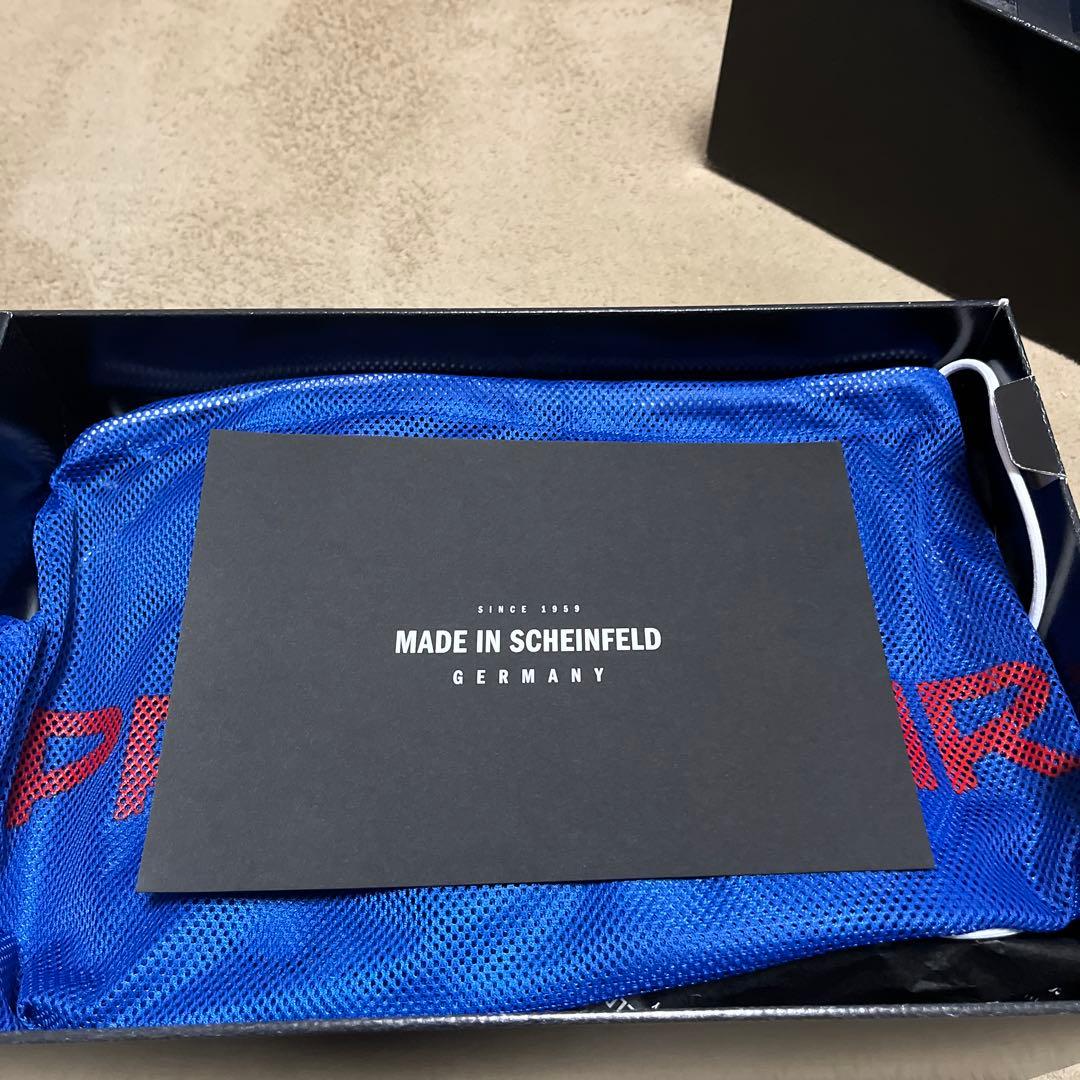 SINCE 1959
MADE IN SCHEINFELD
GERMANY